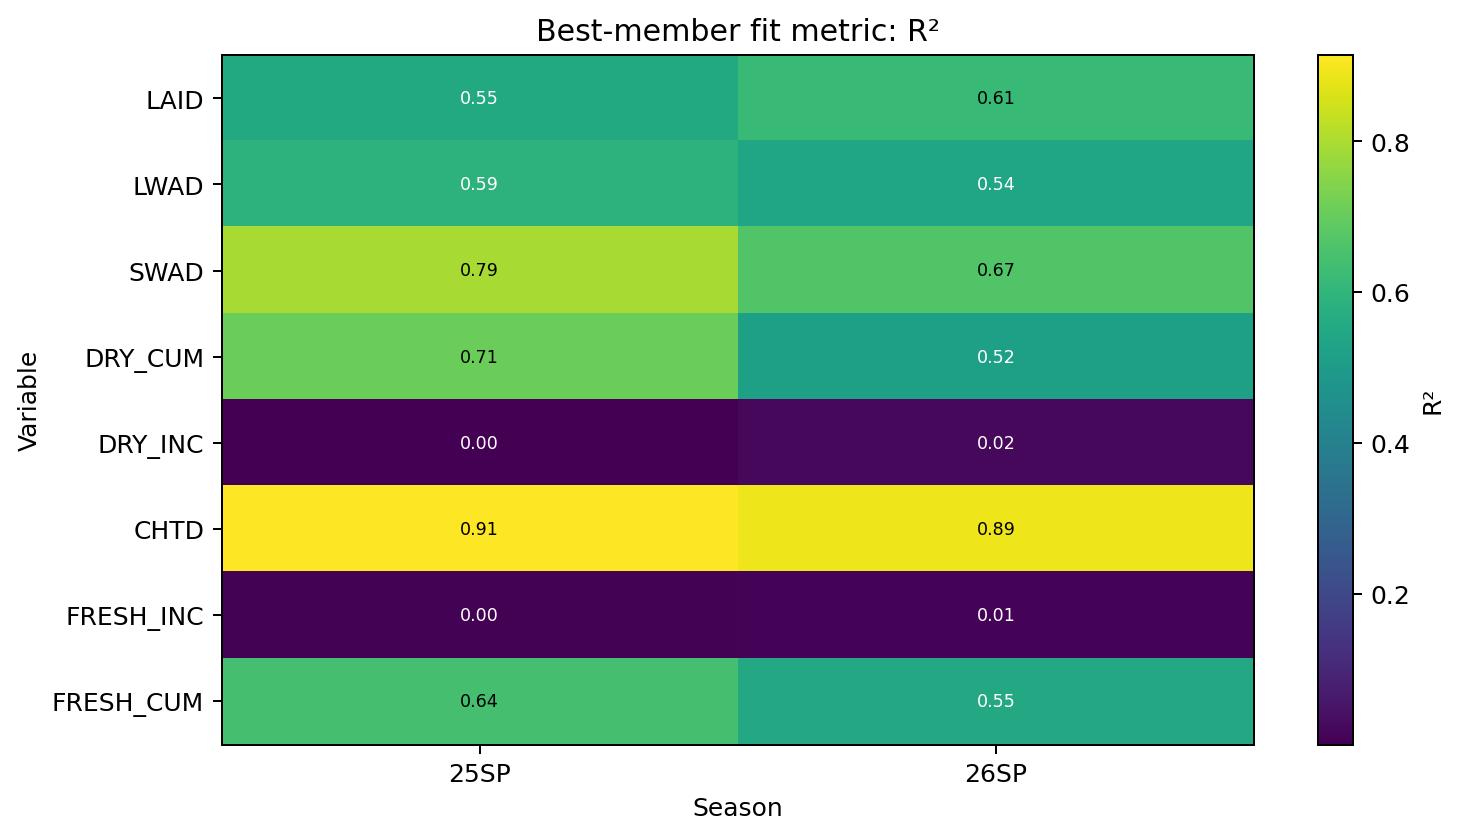 Best-member fit metric: R²
Variable
LAID 0.55 0.61
LWAD 0.59 0.54
SWAD 0.79 0.67
DRY_CUM 0.71 0.52
DRY_INC 0.00 0.02
CHTD 0.91 0.89
FRESH_INC 0.00 0.01
FRESH_CUM 0.64 0.55
25SP 26SP
Season
0.8
0.6
0.4
0.2
R²